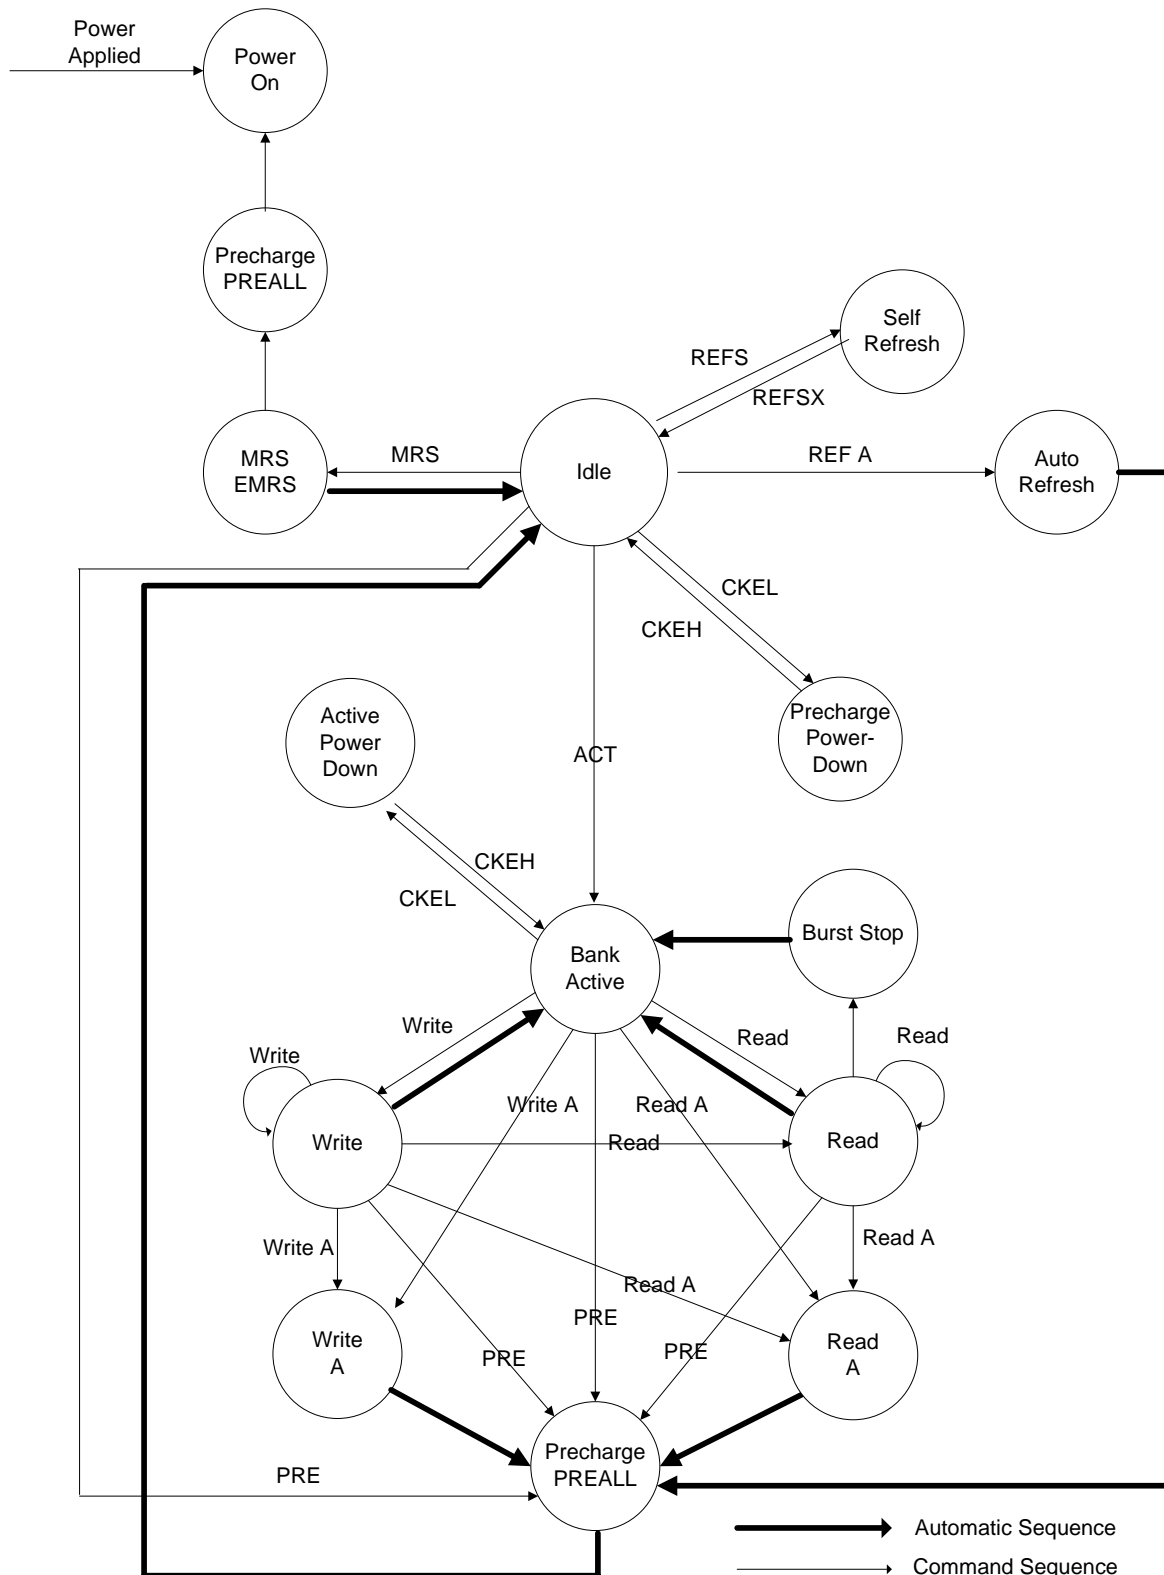 Power
Applied
Power
On
Precharge
PREALL
Self
Refresh
REFS
REFSX
MRS
EMRS
MRS
Idle
REF A
Auto
Refresh
CKEL
CKEH
Active
Power
Down
Precharge
Power-
Down
ACT
CKEH
CKEL
Burst Stop
Bank
Active
Write
Read
Write
Read
Write A
Read A
Write
Read
Read
Write A
Read A
Read A
PRE
PRE
PRE
Write
A
Read
A
Precharge
PREALL
PRE
Automatic Sequence
Command Sequence